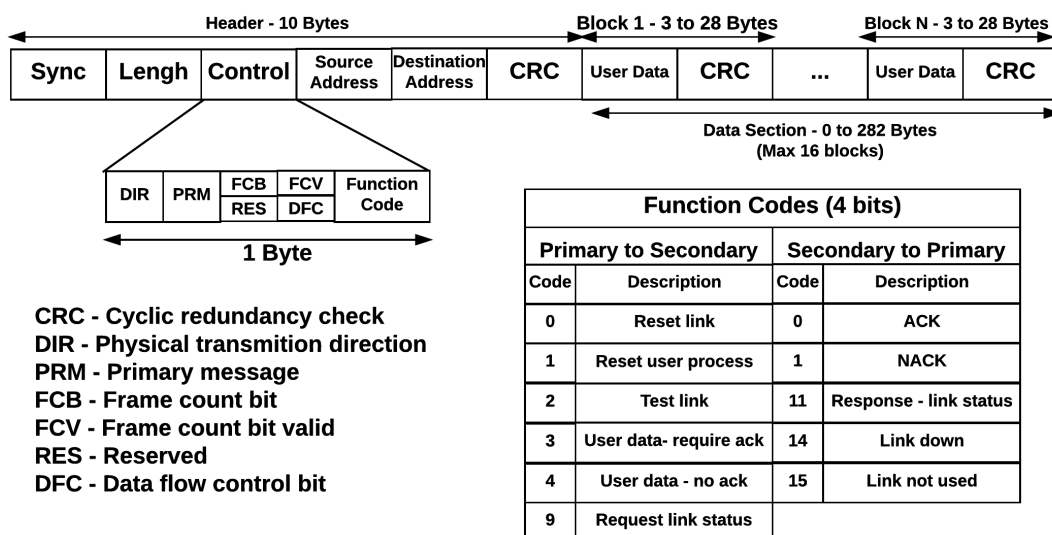 Header - 10 Bytes
Block 1 - 3 to 28 Bytes
Block N - 3 to 28 Bytes
Sync
Lengh
Control
Source
Address
Destination
Address
CRC
User Data
CRC
...
User Data
CRC
Data Section - 0 to 282 Bytes
(Max 16 blocks)
DIR
PRM
FCB
FCV
RES
DFC
Function
Code
1 Byte
CRC - Cyclic redundancy check
DIR - Physical transmition direction
PRM - Primary message
FCB - Frame count bit
FCV - Frame count bit valid
RES - Reserved
DFC - Data flow control bit
Function Codes (4 bits)
Primary to Secondary
Secondary to Primary
Code Description Code Description
0 Reset link 0 ACK
1 Reset user process 1 NACK
2 Test link 11 Response - link status
3 User data- require ack 14 Link down
4 User data - no ack 15 Link not used
9 Request link status